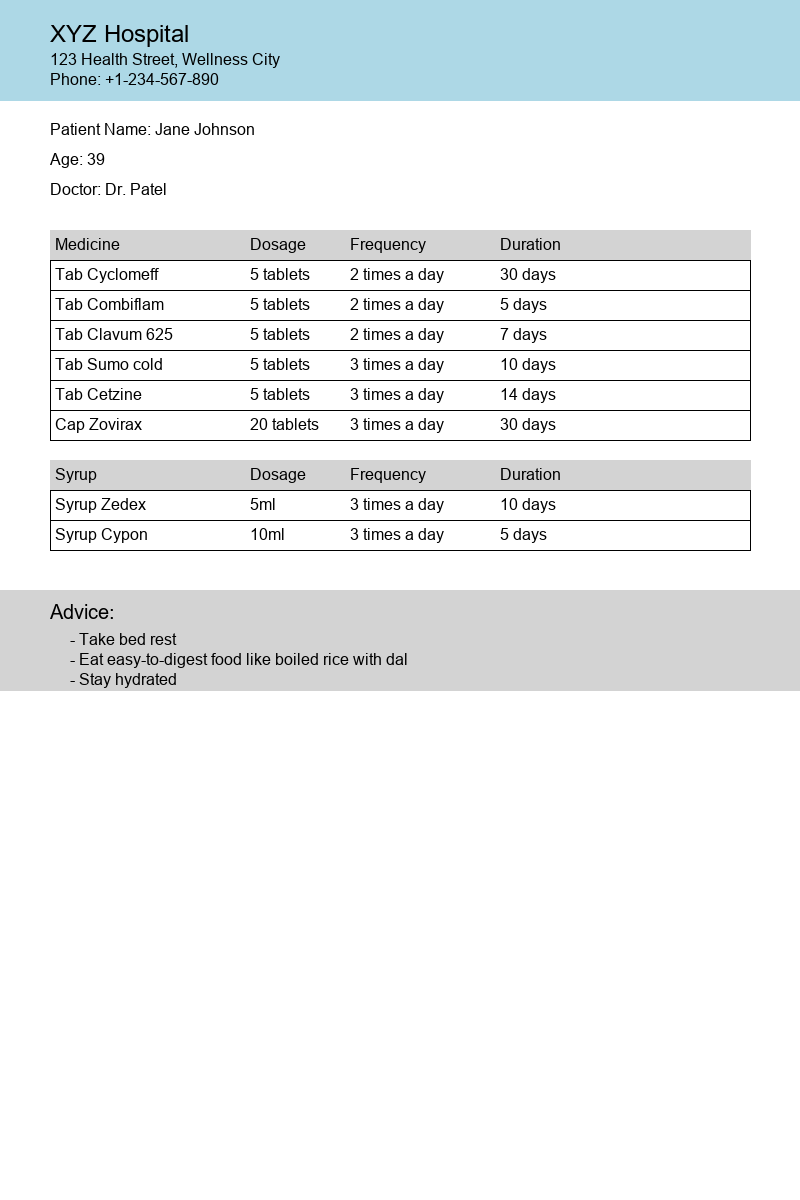 XYZ Hospital
123 Health Street, Wellness City
Phone: +1-234-567-890
Patient Name: Jane Johnson
Age: 39
Doctor: Dr. Patel
Medicine Dosage Frequency Duration
Tab Cyclomeff 5 tablets 2 times a day 30 days
Tab Combiflam 5 tablets 2 times a day 5 days
Tab Clavum 625 5 tablets 2 times a day 7 days
Tab Sumo cold 5 tablets 3 times a day 10 days
Tab Cetzine 5 tablets 3 times a day 14 days
Cap Zovirax 20 tablets 3 times a day 30 days
Syrup Dosage Frequency Duration
Syrup Zedex 5ml 3 times a day 10 days
Syrup Cypon 10ml 3 times a day 5 days
Advice:
- Take bed rest
- Eat easy-to-digest food like boiled rice with dal
- Stay hydrated